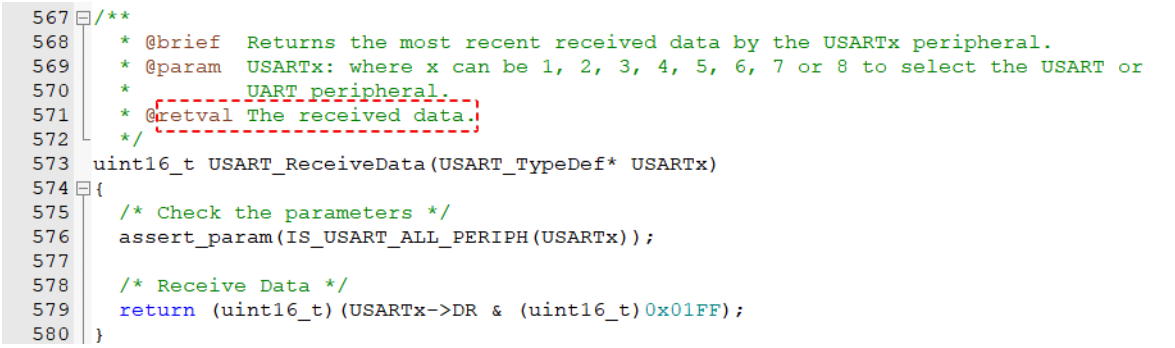 567 /**
568 * @brief  Returns the most recent received data by the USARTx peripheral.
569 * @param  USARTx: where x can be 1, 2, 3, 4, 5, 6, 7 or 8 to select the USART or
570 *         UART peripheral.
571 * @retval The received data.
572 */
573 uint16_t USART_ReceiveData(USART_TypeDef* USARTx)
574 {
575   /* Check the parameters */
576   assert_param(IS_USART_ALL_PERIPH(USARTx));
577
578   /* Receive Data */
579   return (uint16_t)(USARTx->DR & (uint16_t)0x01FF);
580 }